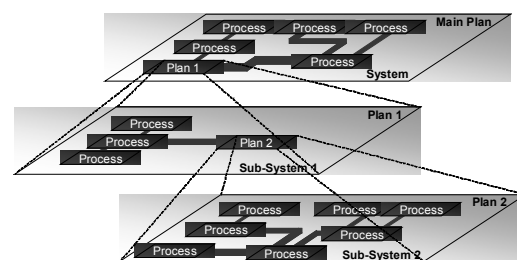 Main Plan
Process Process Process
Process
Plan 1 Process
System
Plan 1
Process
Process Plan 2
Process
Sub-System 1
Plan 2
Process Process Process
Process Process
Process Process
Sub-System 2